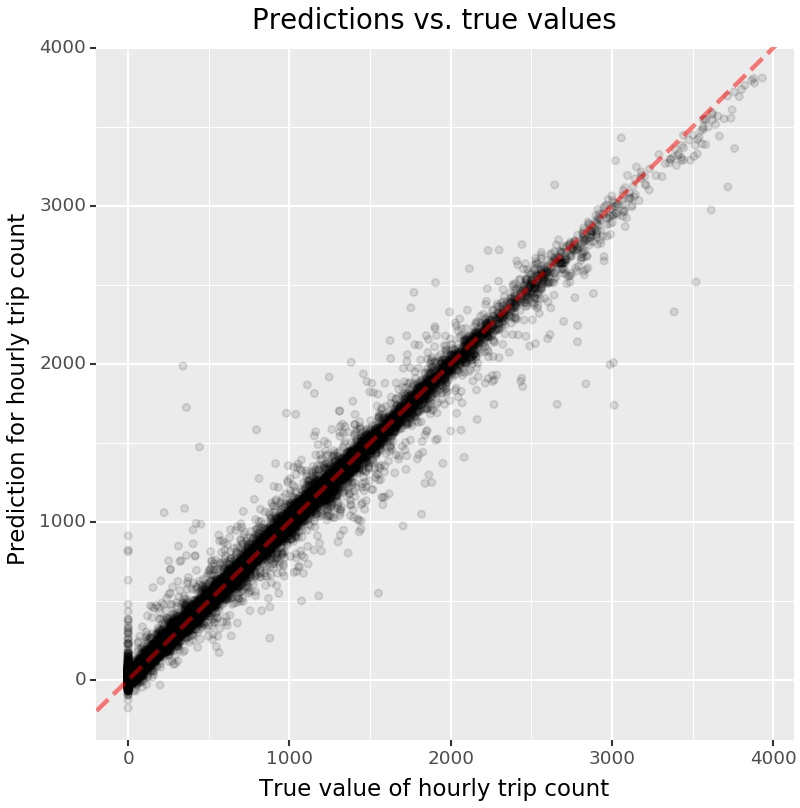 Predictions vs. true values
4000
3000
2000
1000
0
Prediction for hourly trip count
0 1000 2000 3000 4000
True value of hourly trip count